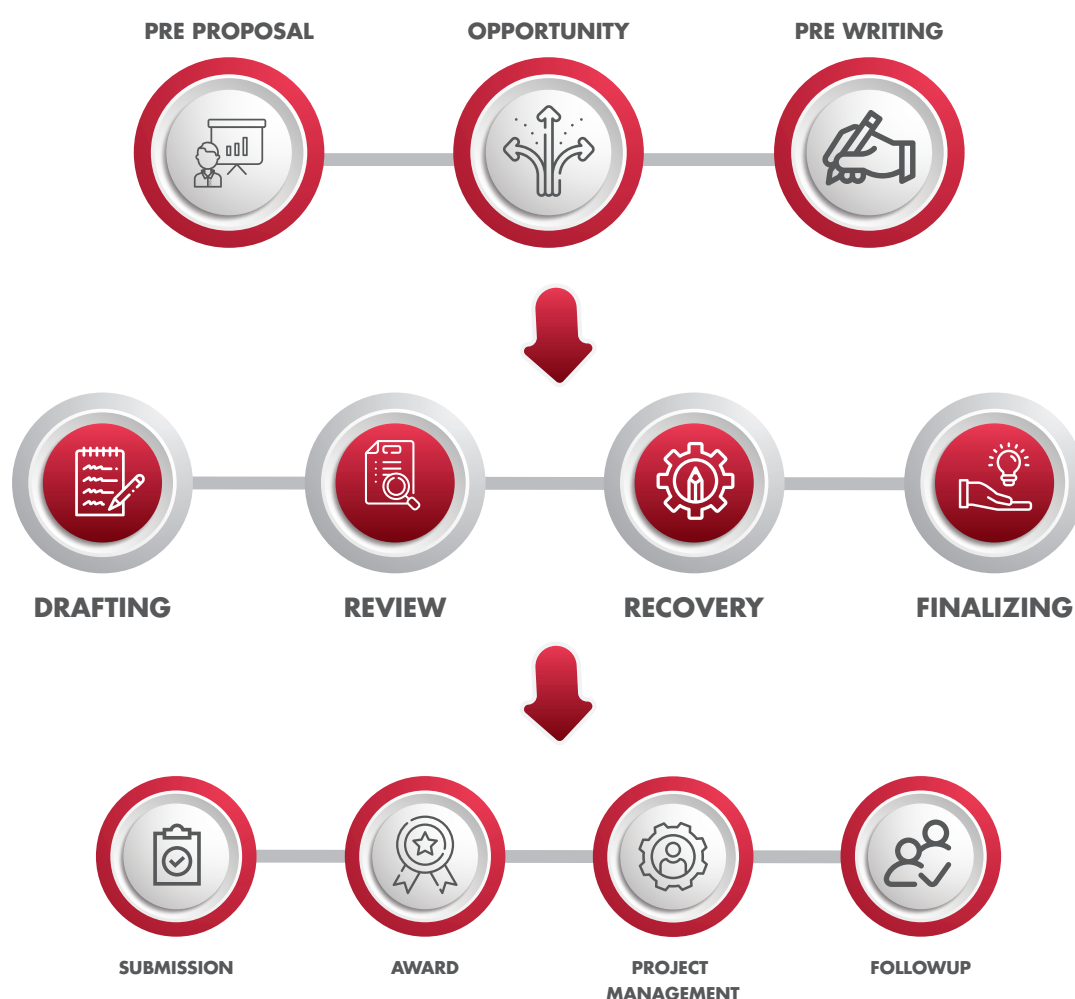 PRE PROPOSAL
OPPORTUNITY
PRE WRITING
DRAFTING
REVIEW
RECOVERY
FINALIZING
SUBMISSION
AWARD
PROJECT
MANAGEMENT
FOLLOWUP